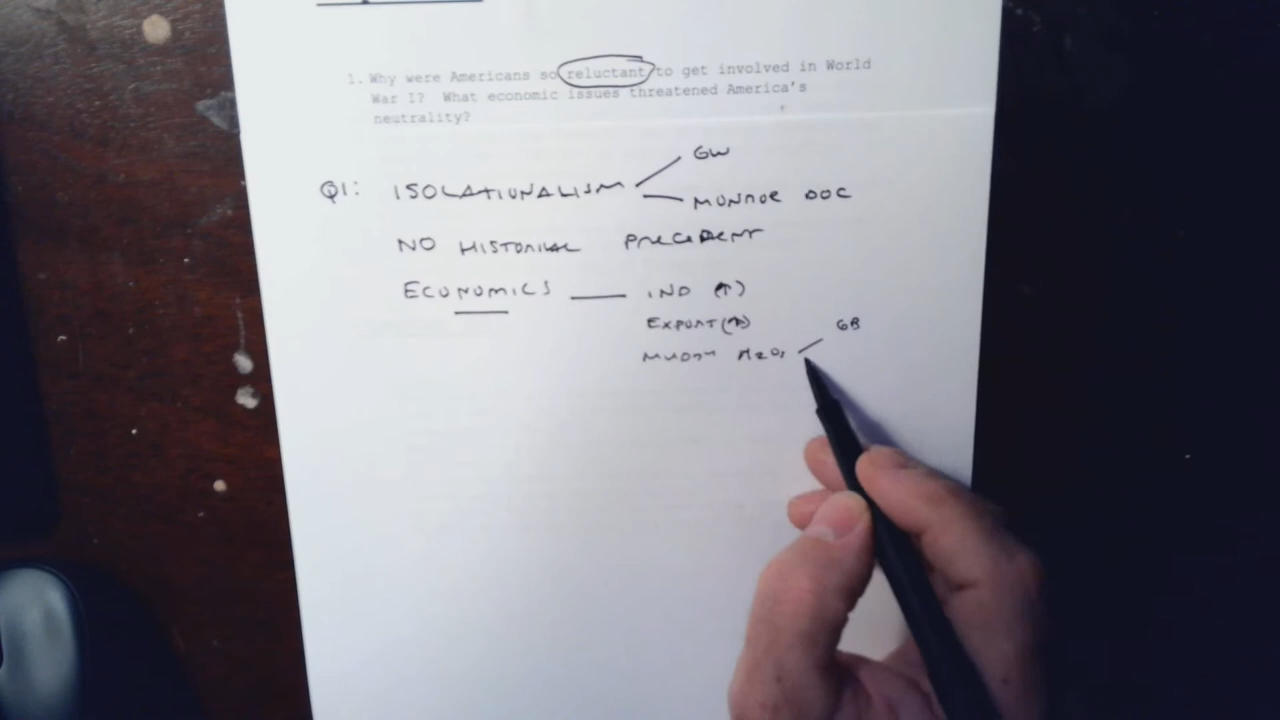 1. Why were Americans so reluctant to get involved in World
War I? What economic issues threatened America's
neutrality?
GW
Q1: ISOLATIONALISM
MONROE DOC
NO HISTORICAL PRECEDENT
ECONOMICS — IND (↑)
EXPORT (↑)
GB